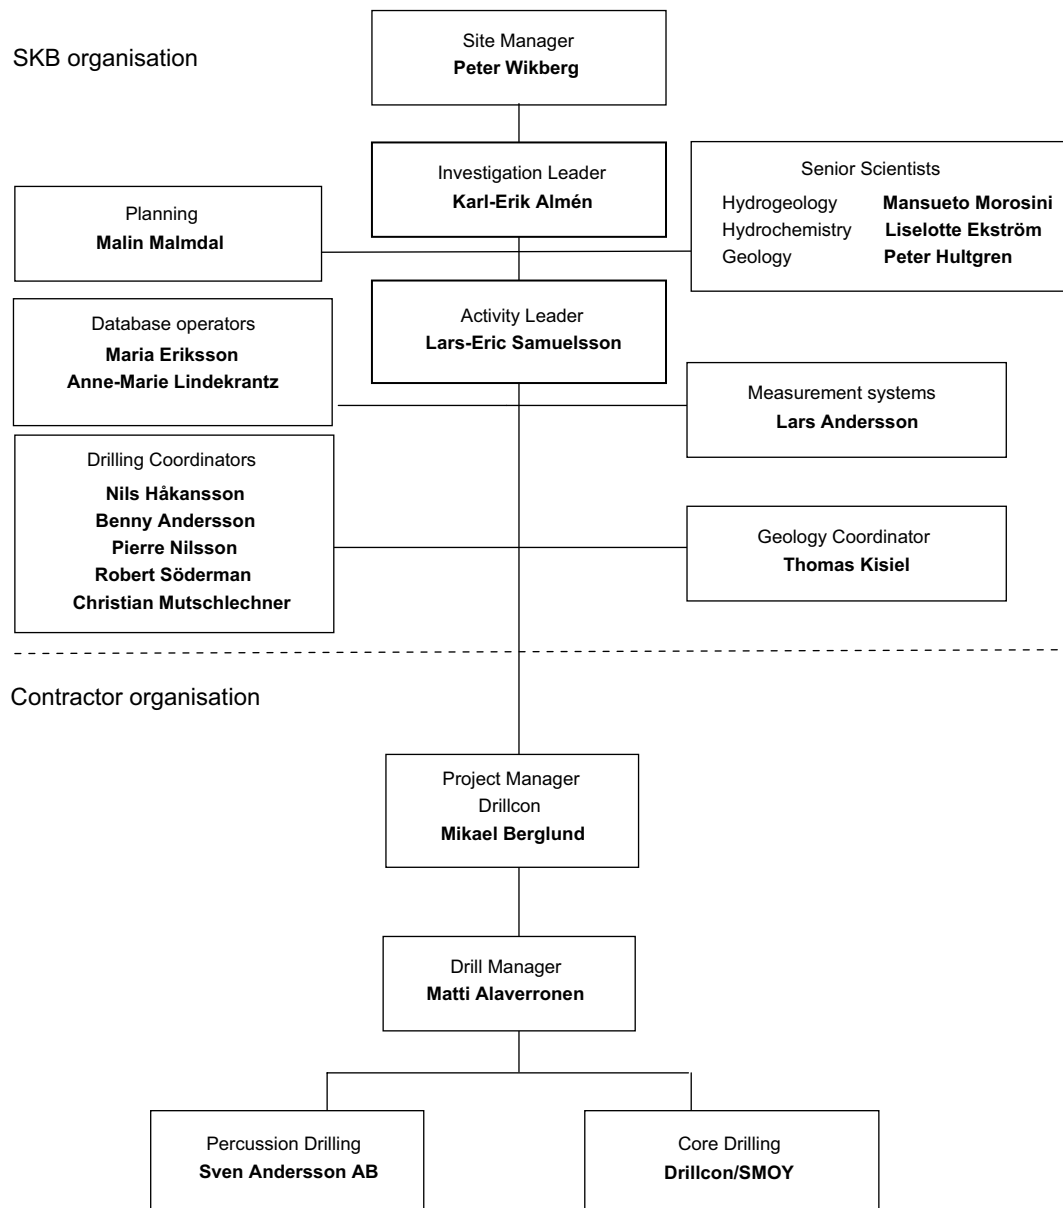 SKB organisation
Site Manager
Peter Wikberg
Investigation Leader
Karl-Erik Almén
Senior Scientists
Hydrogeology Mansueto Morosini
Hydrochemistry Liselotte Ekström
Geology Peter Hultgren
Planning
Malin Malmdal
Activity Leader
Lars-Eric Samuelsson
Database operators
Maria Eriksson
Anne-Marie Lindekrantz
Measurement systems
Lars Andersson
Drilling Coordinators
Nils Håkansson
Benny Andersson
Pierre Nilsson
Robert Söderman
Christian Mutschlechner
Geology Coordinator
Thomas Kisiel
Contractor organisation
Project Manager
Drillcon
Mikael Berglund
Drill Manager
Matti Alaverronen
Percussion Drilling
Sven Andersson AB
Core Drilling
Drillcon/SMOY